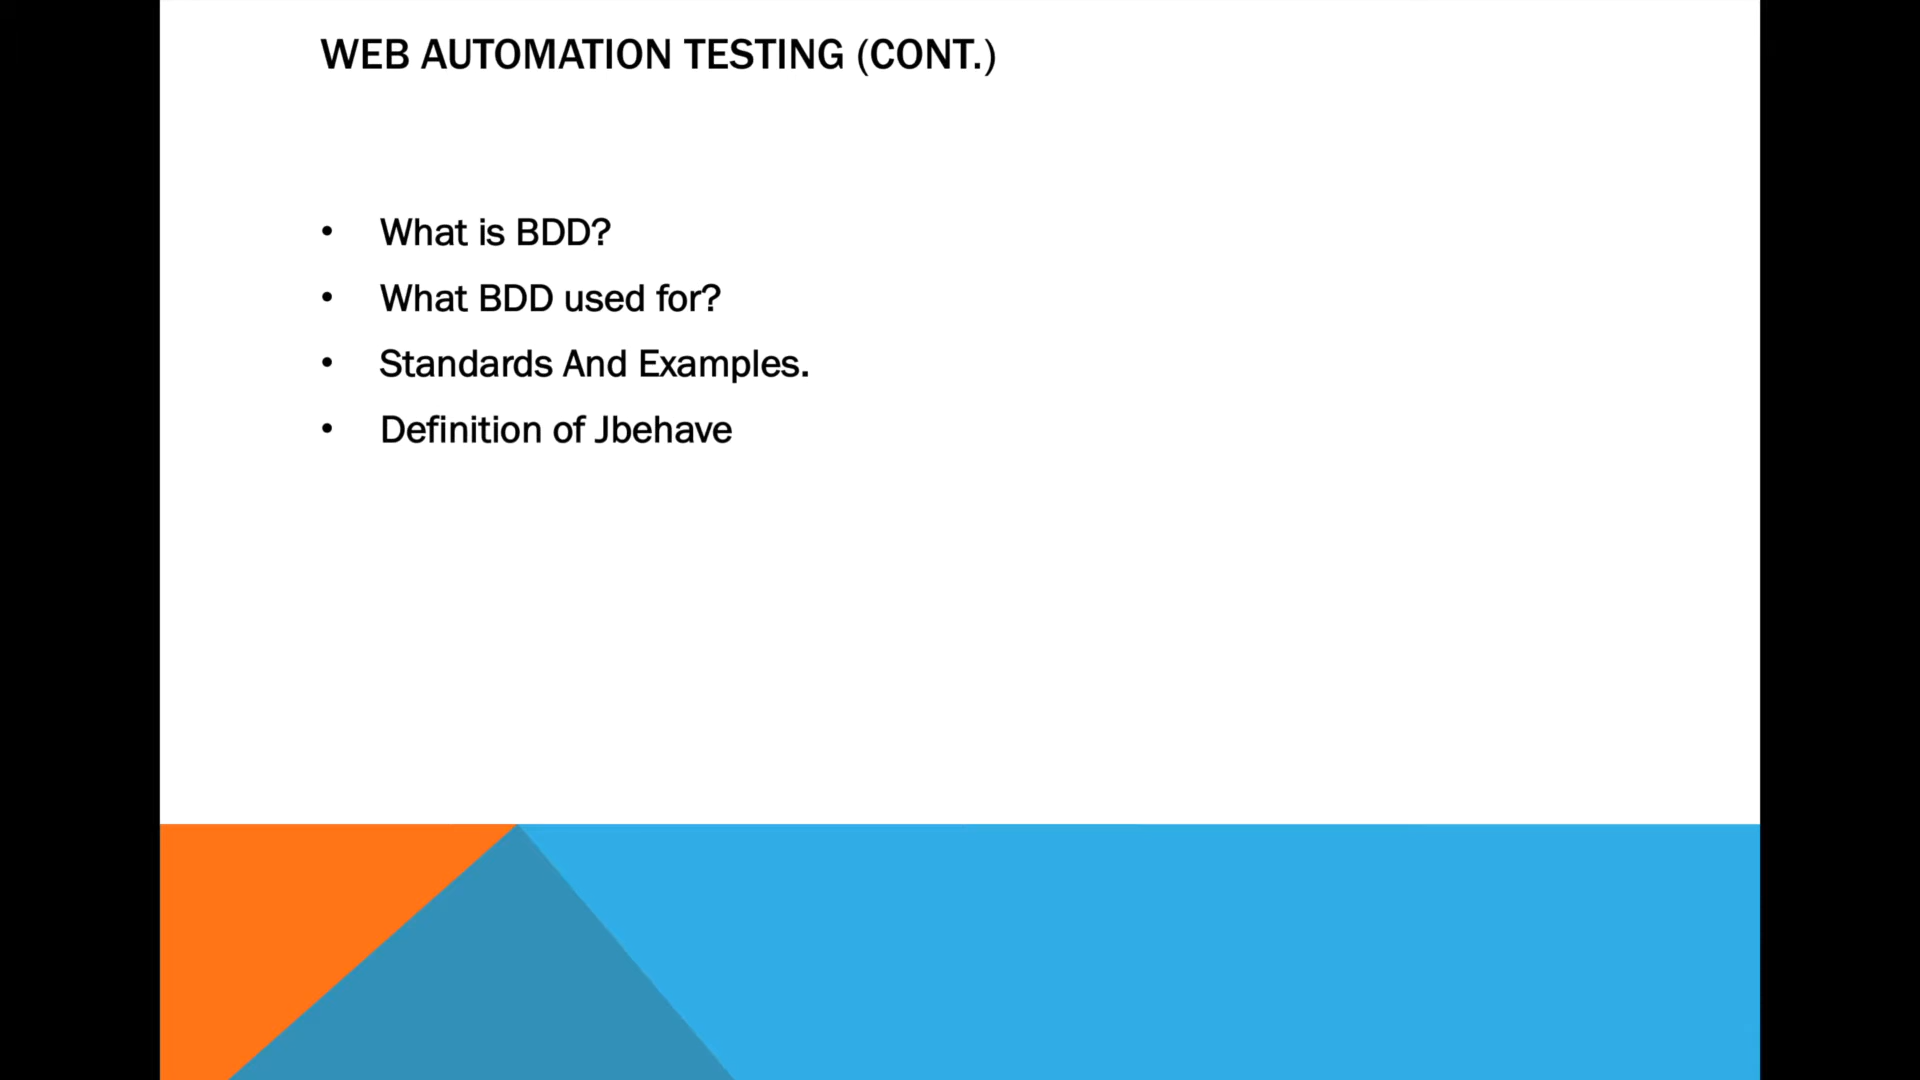 WEB AUTOMATION TESTING (CONT.)
• What is BDD?
• What BDD used for?
• Standards And Examples.
• Definition of Jbehave